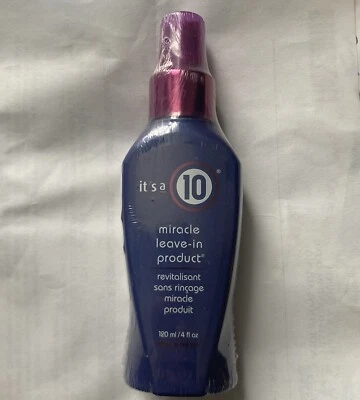 it's a 10®
miracle
leave-in
product®
revitalisant
sans rinçage
miracle
produit
120 ml / 4 fl oz